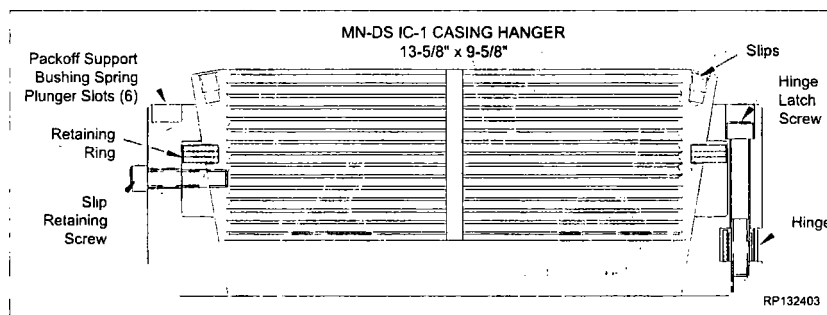 MN-DS IC-1 CASING HANGER
13-5/8" x 9-5/8"
Packoff Support
Bushing Spring
Plunger Slots (6)
Retaining
Ring
Slip
Retaining
Screw
Slips
Hinge
Latch
Screw
Hinge
RP132403